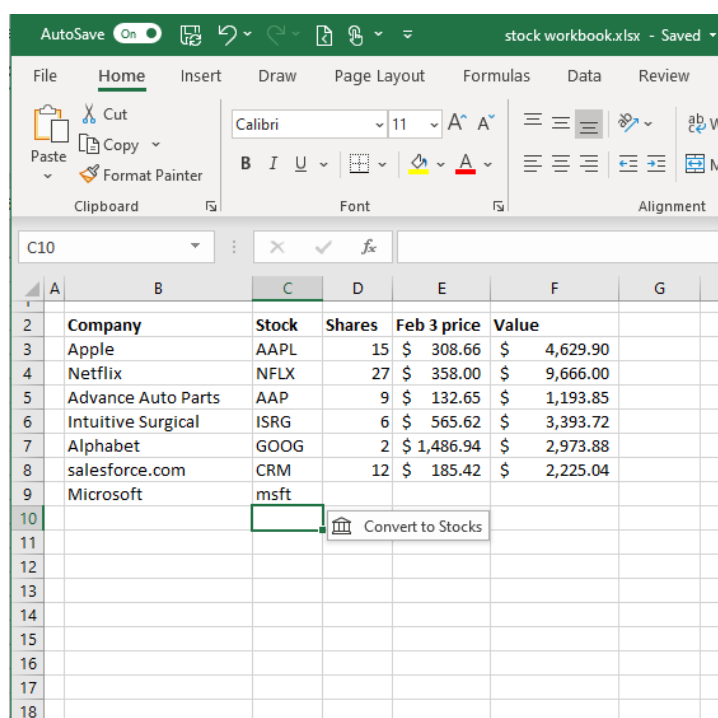 AutoSave On stock workbook.xlsx - Saved
File Home Insert Draw Page Layout Formulas Data Review
Paste
Cut
Copy
Format Painter
Calibri 11 A A
B I U A
ab
Clipboard Font Alignment
C10 fx
A B C D E F G
1
2 Company Stock Shares Feb 3 price Value
3 Apple AAPL 15 $ 308.66 $ 4,629.90
4 Netflix NFLX 27 $ 358.00 $ 9,666.00
5 Advance Auto Parts AAP 9 $ 132.65 $ 1,193.85
6 Intuitive Surgical ISRG 6 $ 565.62 $ 3,393.72
7 Alphabet GOOG 2 $ 1,486.94 $ 2,973.88
8 salesforce.com CRM 12 $ 185.42 $ 2,225.04
9 Microsoft msft
10 Convert to Stocks
11
12
13
14
15
16
17
18